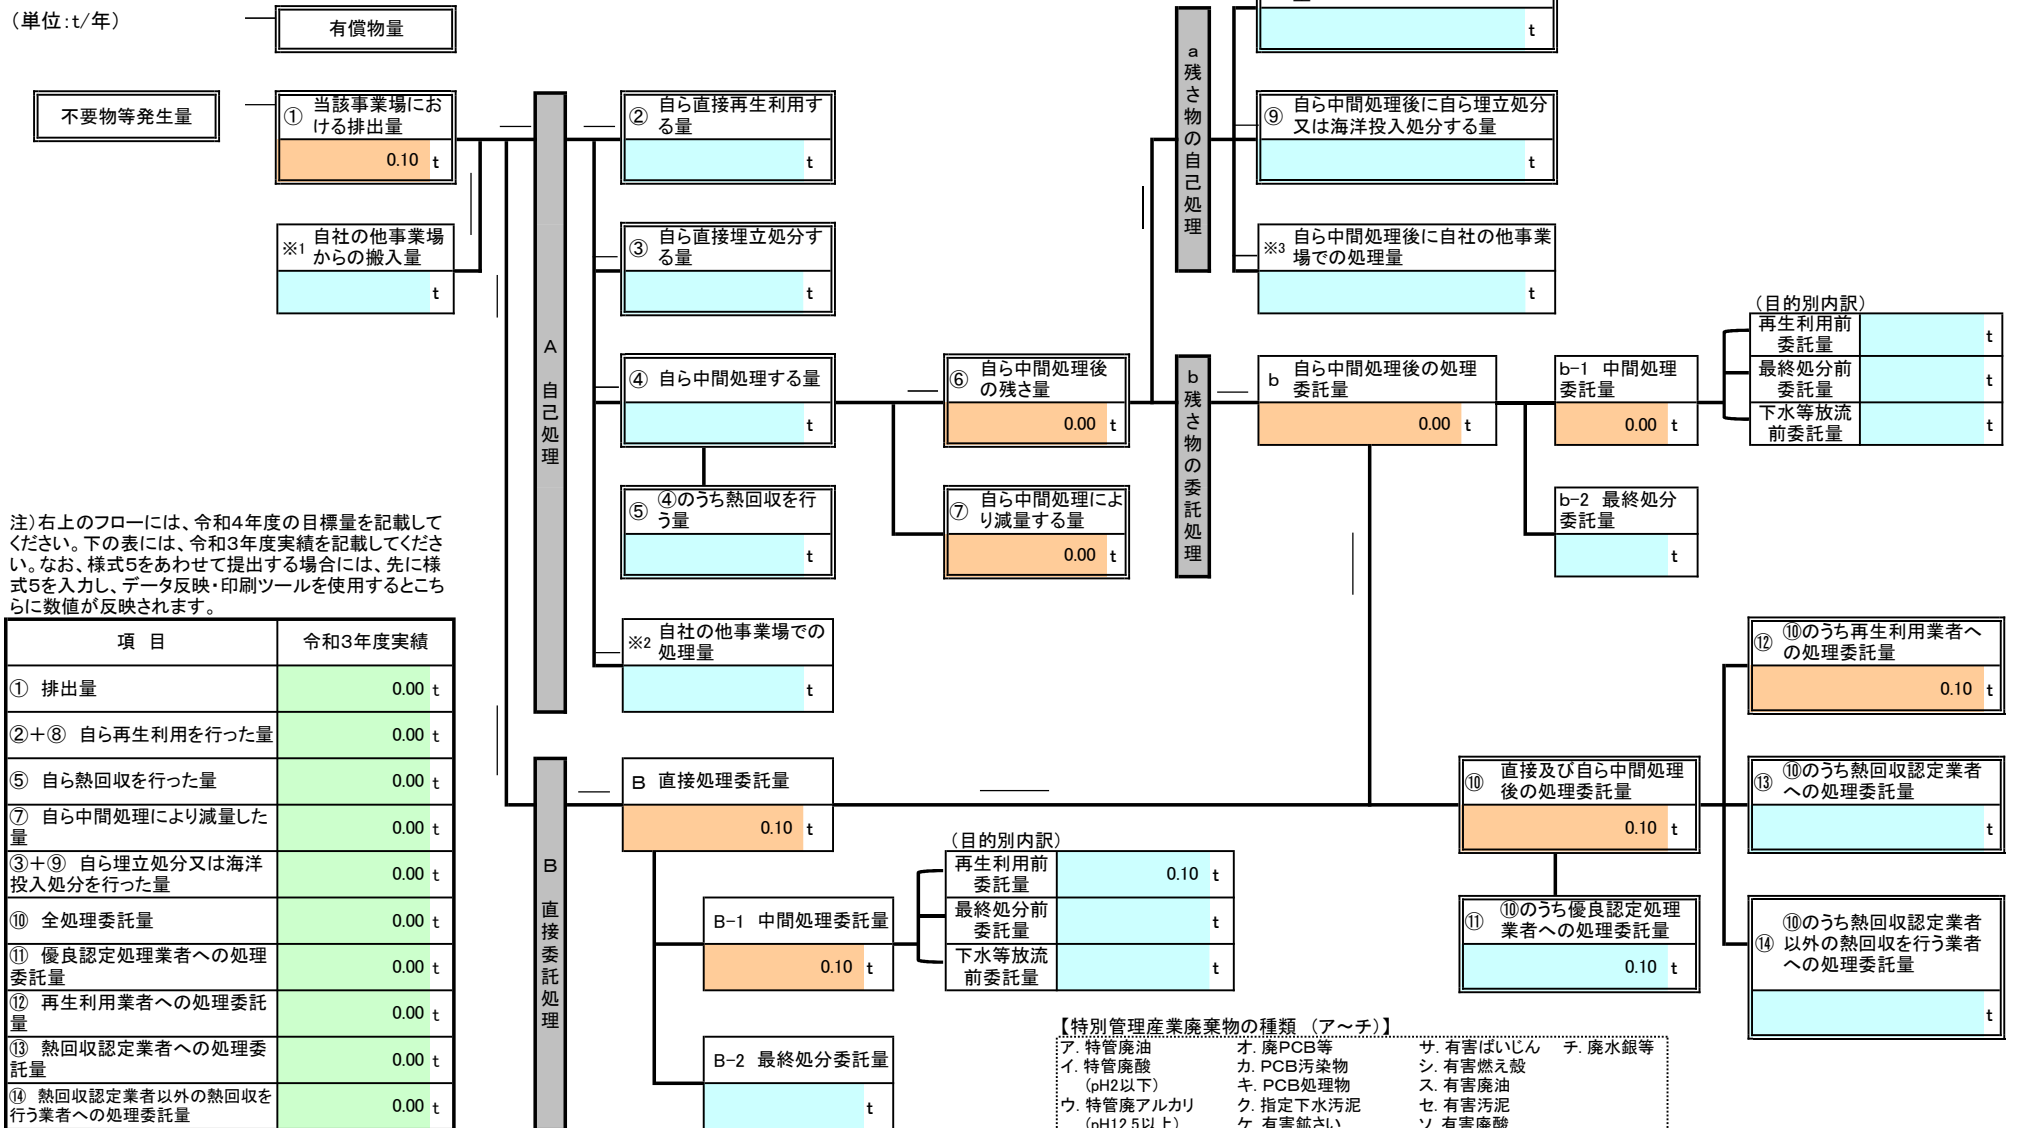 （単位：t/年）
有償物量
不要物等発生量
① 当該事業場にお
ける排出量
0.10 t
※1 自社の他事業場
からの搬入量
t
A 自己処理
② 自ら直接再生利用す
る量
t
③ 自ら直接埋立処分す
る量
t
④ 自ら中間処理する量
t
⑤ ④のうち熱回収を行
う量
t
※2 自社の他事業場での
処理量
t
⑥ 自ら中間処理後
の残さ量
0.00 t
⑦ 自ら中間処理によ
り減量する量
0.00 t
a 残さ物の自己処理
t
⑨ 自ら中間処理後に自ら埋立処分
又は海洋投入処分する量
t
※3 自ら中間処理後に自社の他事業
場での処理量
t
b 残さ物の委託処理
b 自ら中間処理後の処理
委託量
0.00 t
b-1 中間処理
委託量
0.00 t
b-2 最終処分
委託量
t
（目的別内訳）
再生利用前
委託量
t
最終処分前
委託量
t
下水等放流
前委託量
t
注）右上のフローには、令和４年度の目標量を記載して
ください。下の表には、令和３年度実績を記載してくださ
い。なお、様式５をあわせて提出する場合には、先に様
式５を入力し、データ反映・印刷ツールを使用するとこち
らに数値が反映されます。
項 目 令和３年度実績
① 排出量 0.00 t
②＋⑧ 自ら再生利用を行った量 0.00 t
⑤ 自ら熱回収を行った量 0.00 t
⑦ 自ら中間処理により減量した
量 0.00 t
③＋⑨ 自ら埋立処分又は海洋
投入処分を行った量 0.00 t
⑩ 全処理委託量 0.00 t
⑪ 優良認定処理業者への処理
委託量 0.00 t
⑫ 再生利用業者への処理委託
量 0.00 t
⑬ 熱回収認定業者への処理委
託量 0.00 t
⑭ 熱回収認定業者以外の熱回収を
行う業者への処理委託量 0.00 t
B 直接委託処理
B 直接処理委託量
0.10 t
B-1 中間処理委託量
0.10 t
B-2 最終処分委託量
t
（目的別内訳）
再生利用前
委託量
0.10 t
最終処分前
委託量
t
下水等放流
前委託量
t
⑩ 直接及び自ら中間処理
後の処理委託量
0.10 t
⑪ ⑩のうち優良認定処理
業者への処理委託量
0.10 t
⑫ ⑩のうち再生利用業者へ
の処理委託量
0.10 t
⑬ ⑩のうち熱回収認定業者
への処理委託量
t
⑭ ⑩のうち熱回収認定業者
以外の熱回収を行う業者
への処理委託量
t
【特別管理産業廃棄物の種類 （ア～チ）】
ア．特管廃油 オ．廃PCB等 サ．有害ばいじん チ．廃水銀等
イ．特管廃酸 カ．PCB汚染物 シ．有害燃え殻
（pH2以下） キ．PCB処理物 ス．有害廃油
ウ．特管廃アルカリ ク．指定下水汚泥 セ．有害汚泥
（pH12.5以上） ケ．有害鉱さい ソ．有害廃酸